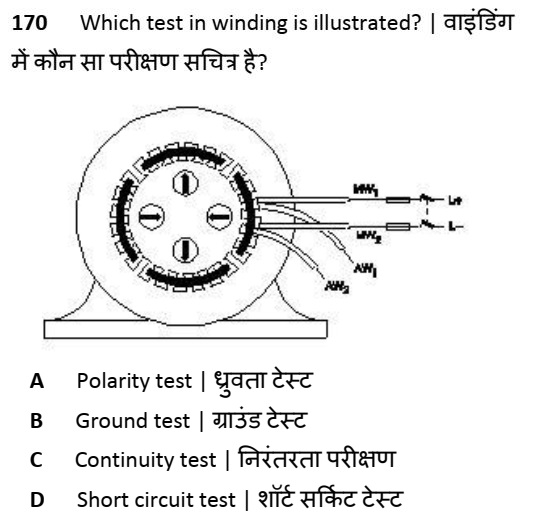 170 Which test in winding is illustrated? | वाइंडिंग
में कौन सा परीक्षण सचित्र है?
MW1
L+
MW2
L-
AW1
AW2
A Polarity test | ध्रुवता टेस्ट
B Ground test | ग्राउंड टेस्ट
C Continuity test | निरंतरता परीक्षण
D Short circuit test | शॉर्ट सर्किट टेस्ट